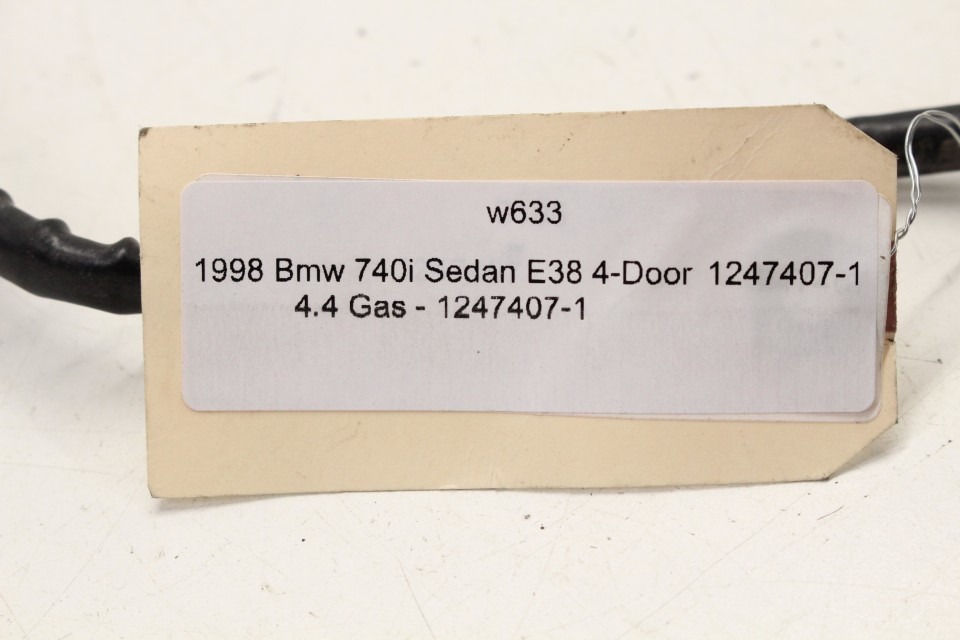 w633
1998 Bmw 740i Sedan E38 4-Door 1247407-1
4.4 Gas - 1247407-1